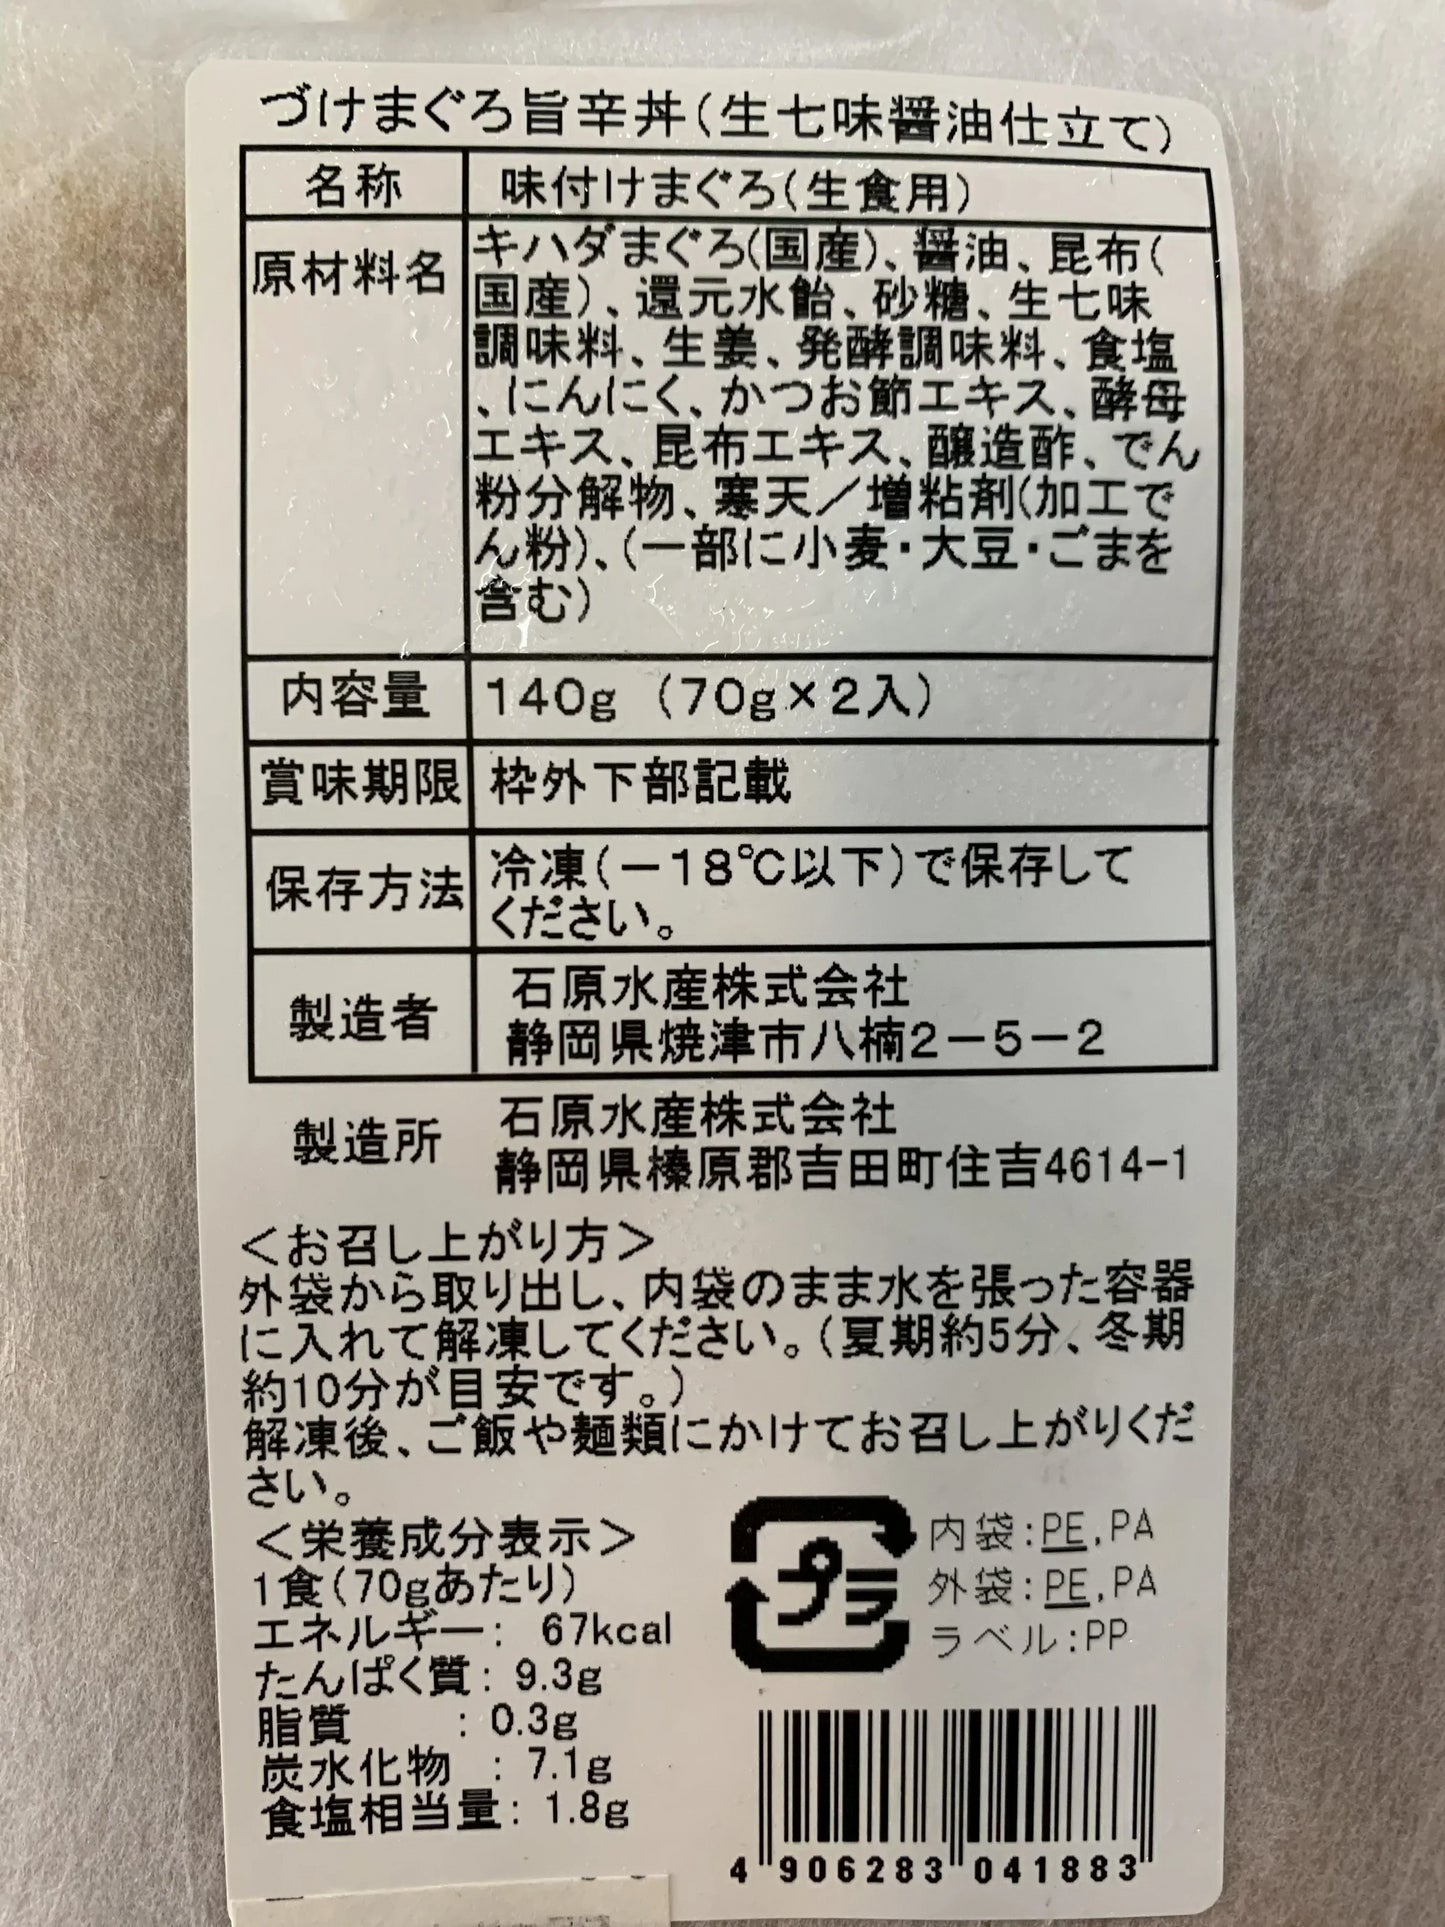 づけまぐろ旨辛丼(生七味醤油仕立て)
名称 味付けまぐろ(生食用)
原材料名 キハダまぐろ(国産)、醤油、昆布(
国産)、還元水飴、砂糖、生七味
調味料、生姜、発酵調味料、食塩
、にんにく、かつお節エキス、酵母
エキス、昆布エキス、醸造酢、でん
粉分解物、寒天/増粘剤(加工で
ん粉)、(一部に小麦・大豆・ごまを
含む)
内容量 140g (70g×2入)
賞味期限 枠外下部記載
保存方法 冷凍(-18℃以下)で保存して
ください。
製造者 石原水産株式会社
静岡県焼津市八楠2-5-2
製造所 石原水産株式会社
静岡県榛原郡吉田町住吉4614-1
<お召し上がり方>
外袋から取り出し、内袋のまま水を張った容器
に入れて解凍してください。(夏期約5分、冬期
約10分が目安です。)
解凍後、ご飯や麺類にかけてお召し上がりくだ
さい。
<栄養成分表示>
1食(70gあたり)
エネルギー: 67kcal
たんぱく質: 9.3g
脂質 : 0.3g
炭水化物 : 7.1g
食塩相当量: 1.8g
プラ
内袋:PE,PA
外袋:PE,PA
ラベル:PP
4 906283 041883